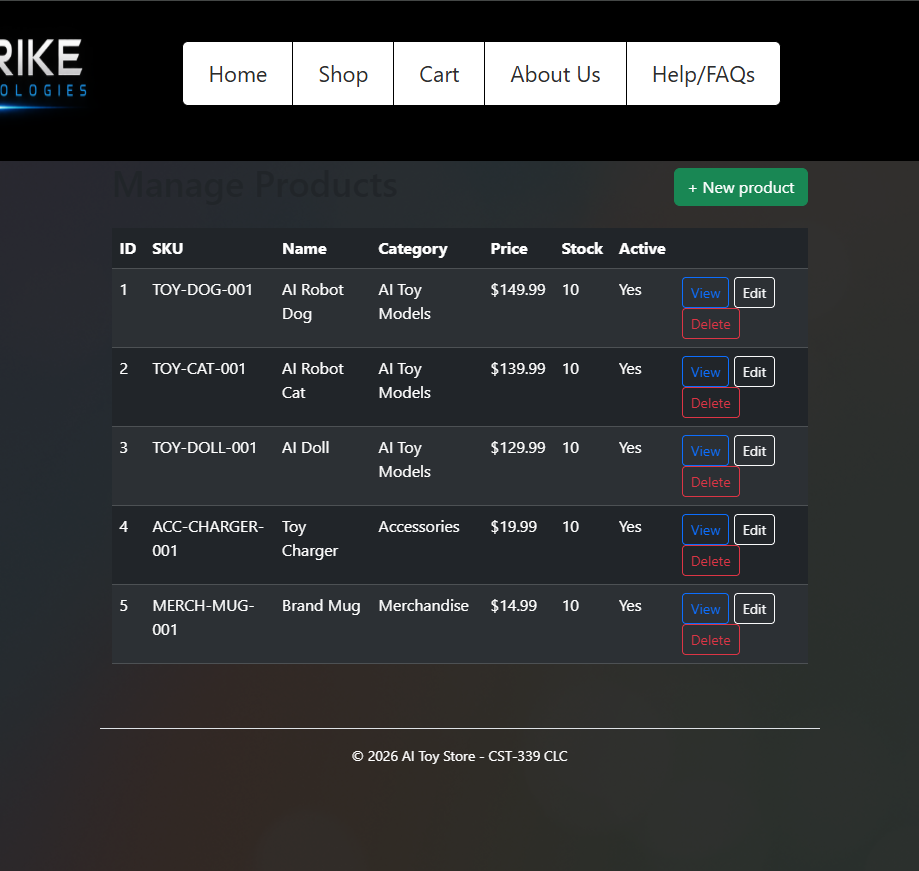 RIKE
OLOGIES
Home Shop Cart About Us Help/FAQs
Manage Products
+ New product
ID SKU Name Category Price Stock Active
1 TOY-DOG-001 AI Robot Dog AI Toy Models $149.99 10 Yes View Edit Delete
2 TOY-CAT-001 AI Robot Cat AI Toy Models $139.99 10 Yes View Edit Delete
3 TOY-DOLL-001 AI Doll AI Toy Models $129.99 10 Yes View Edit Delete
4 ACC-CHARGER-001 Toy Charger Accessories $19.99 10 Yes View Edit Delete
5 MERCH-MUG-001 Brand Mug Merchandise $14.99 10 Yes View Edit Delete
© 2026 AI Toy Store - CST-339 CLC